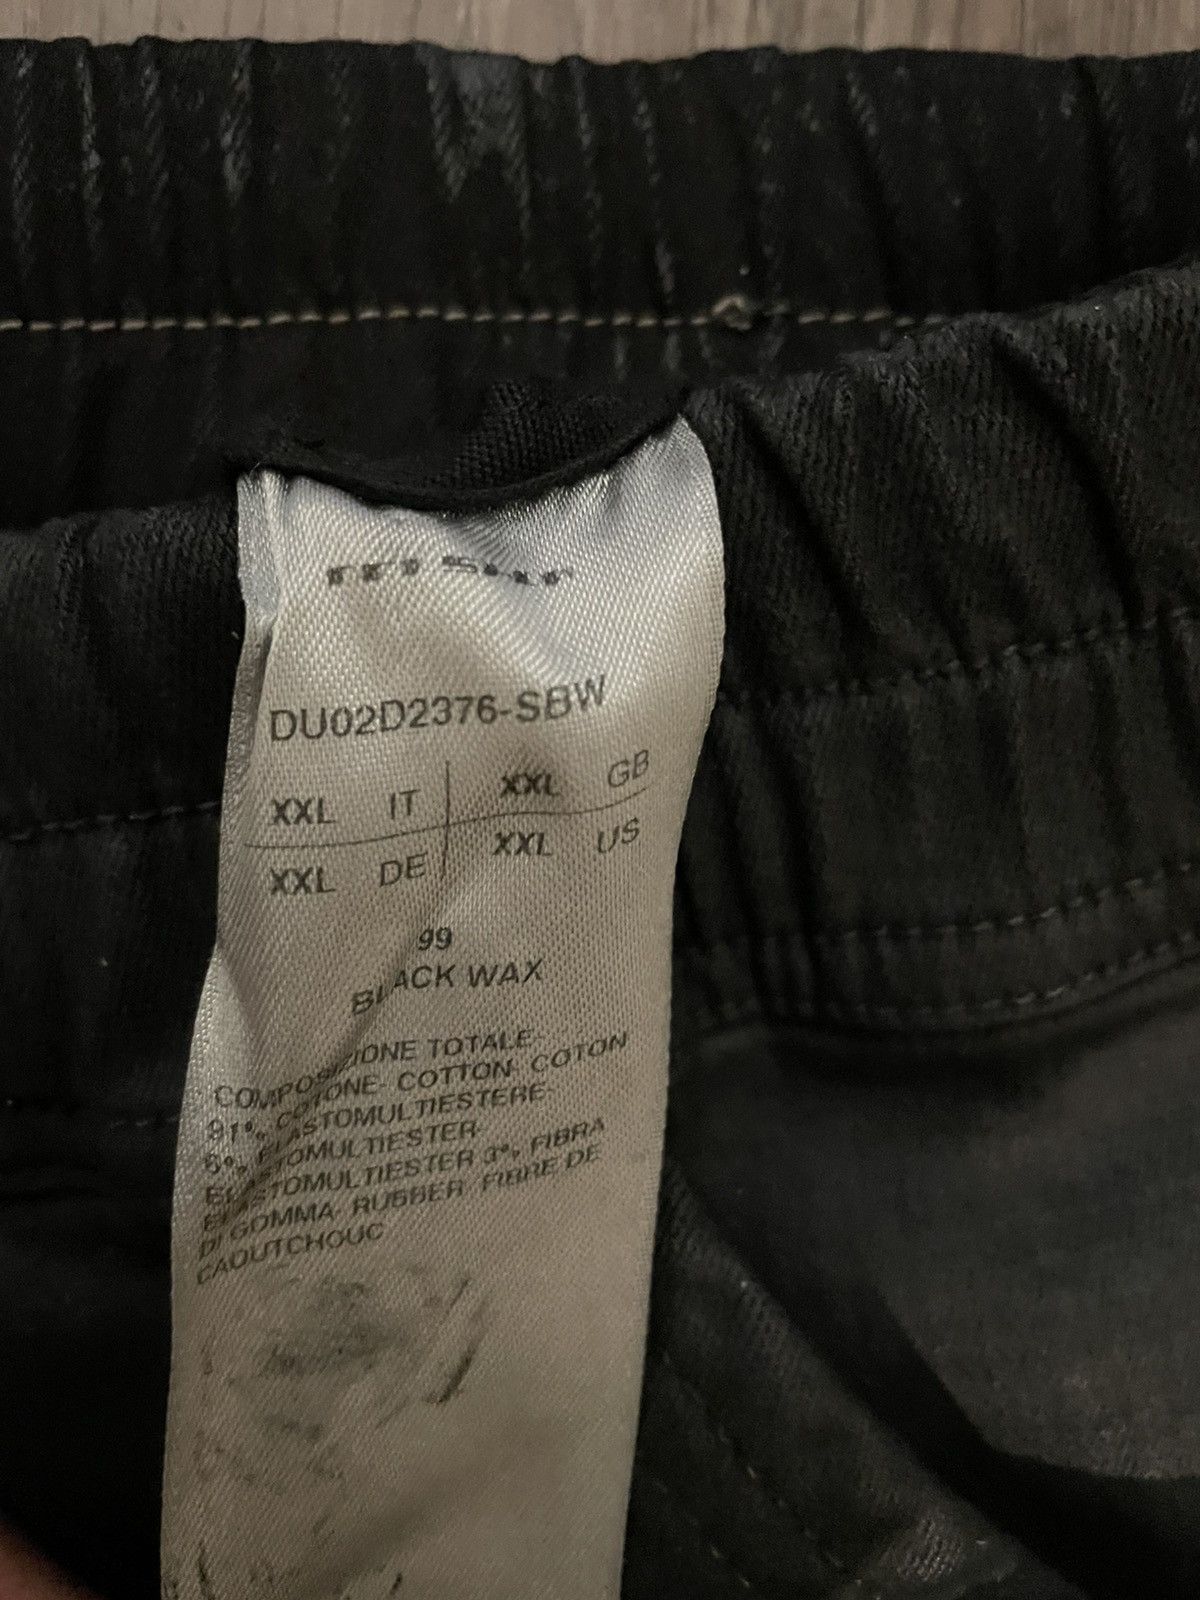 DU02D2376-SBW
XXL IT XXL GB
XXL DE XXL US
99
BLACK WAX
COMPOSIZIONE TOTALE-
91% COTONE- COTTON- COTON
6% ELASTOMULTIESTERE-
ELASTOMULTIESTER-
ELASTOMULTIESTER 3% FIBRA
DI GOMMA- RUBBER- FIBRE DE
CAOUTCHOUC